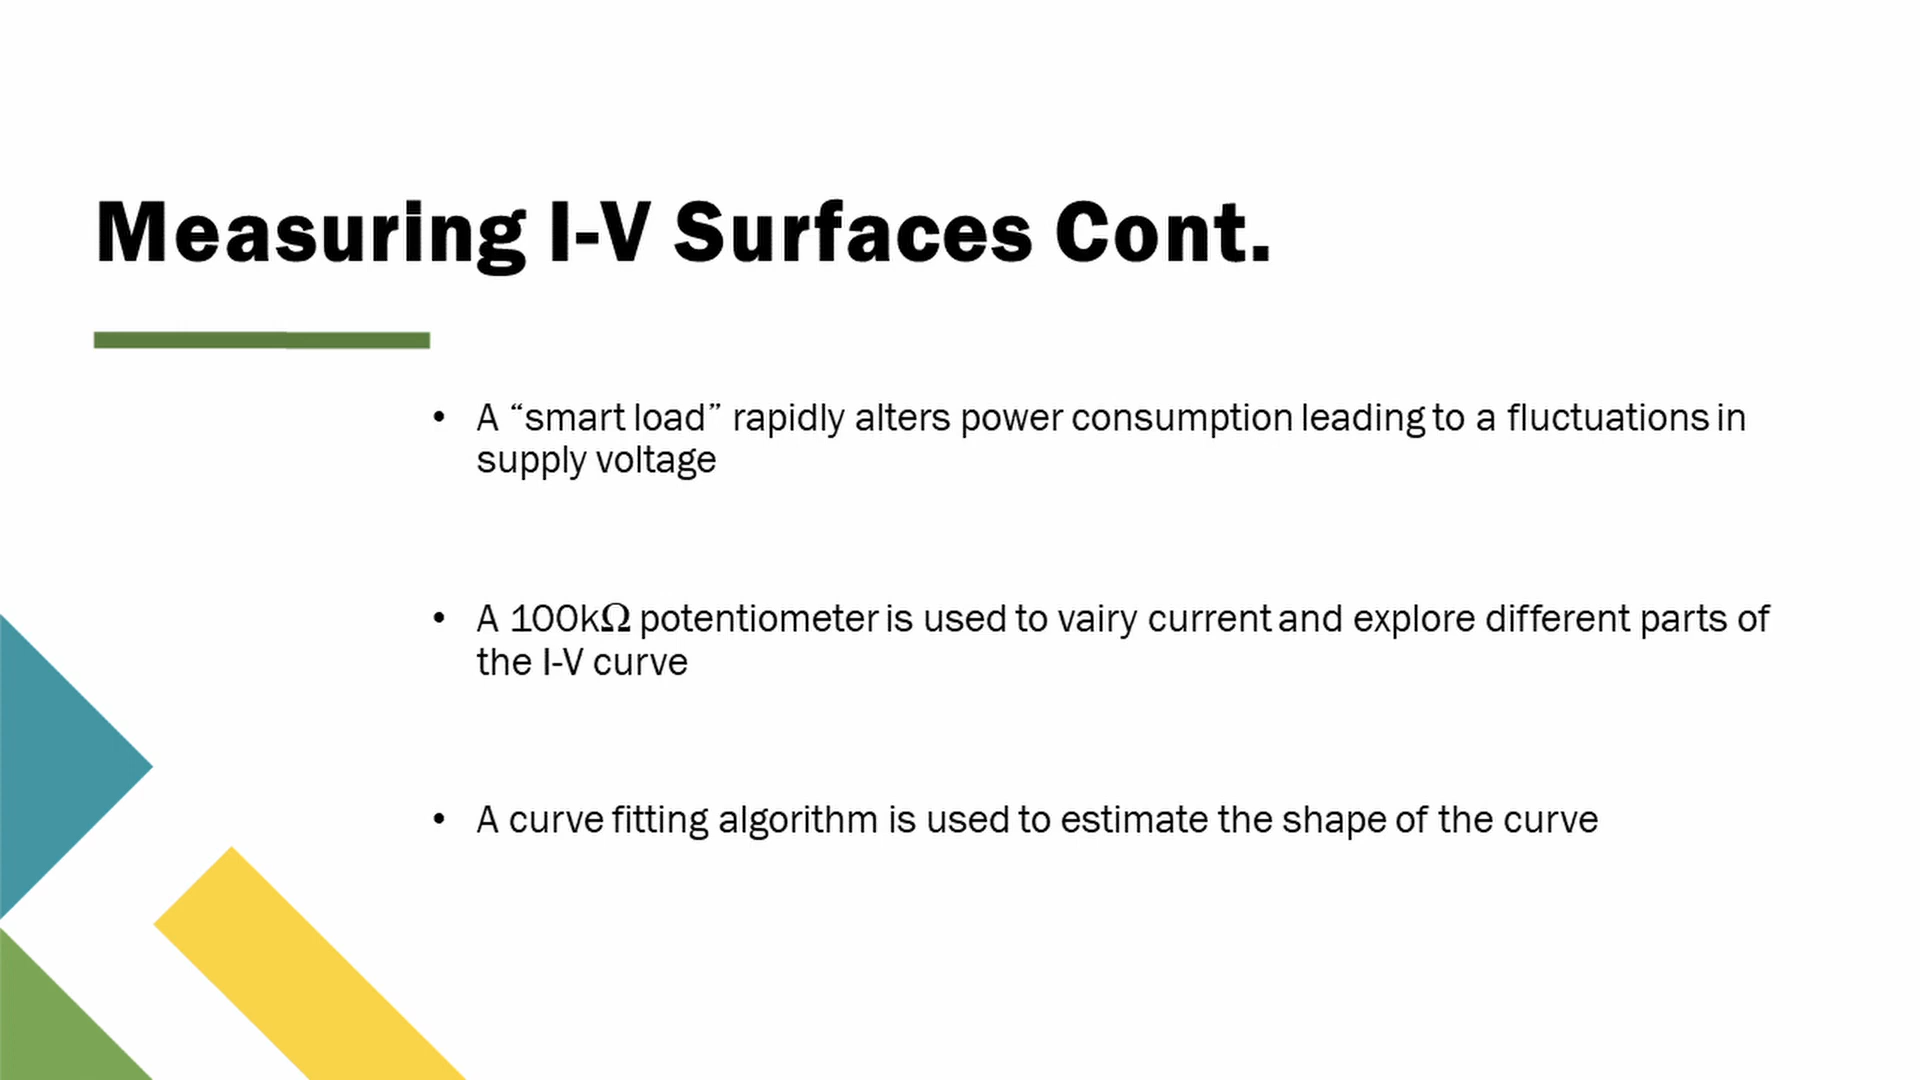 Measuring I-V Surfaces Cont.
• A “smart load” rapidly alters power consumption leading to a fluctuations in
supply voltage
• A 100kΩ potentiometer is used to vairy current and explore different parts of
the I-V curve
• A curve fitting algorithm is used to estimate the shape of the curve